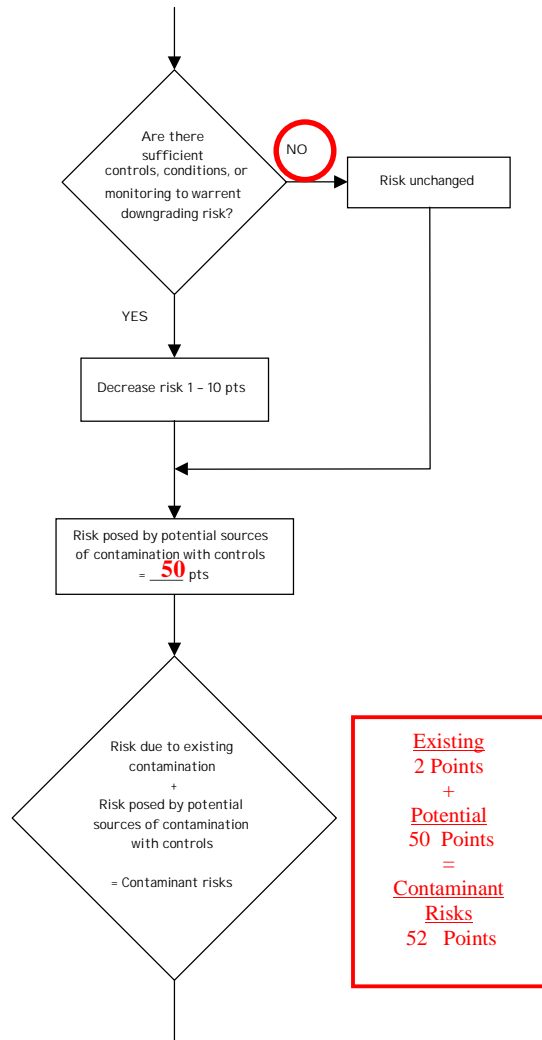 Are there
sufficient
controls, conditions, or
monitoring to warrent
downgrading risk?
NO
Risk unchanged
YES
Decrease risk 1 – 10 pts
Risk posed by potential sources
of contamination with controls
= 50 pts
Risk due to existing
contamination
+
Risk posed by potential
sources of contamination
with controls
= Contaminant risks
Existing
2 Points
+
Potential
50 Points
=
Contaminant
Risks
52 Points